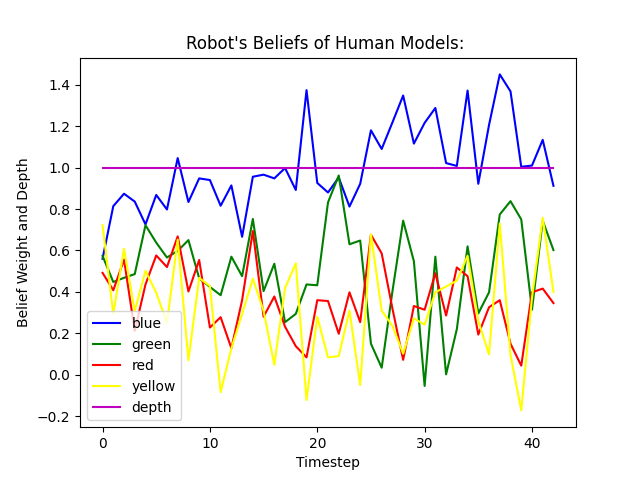 Robot's Beliefs of Human Models:
Belief Weight and Depth
1.4
1.2
1.0
0.8
0.6
0.4
0.2
0.0
−0.2
blue
green
red
yellow
depth
0 10 20 30 40
Timestep